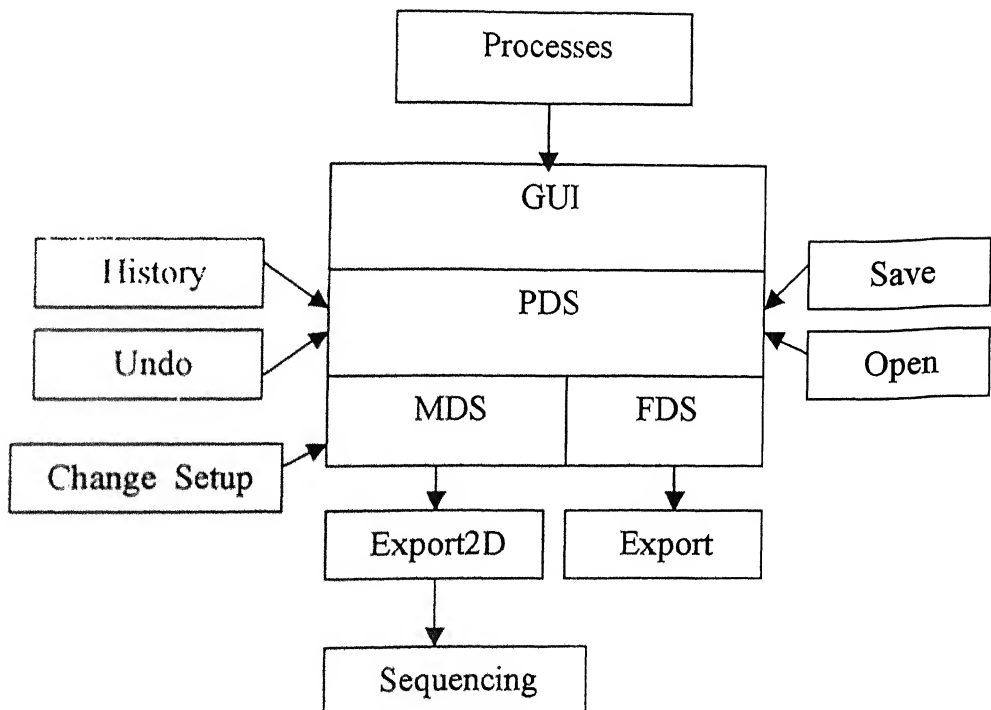 Processes
GUI
History
Save
PDS
Undo
Open
MDS
FDS
Change Setup
Export2D
Export
Sequencing